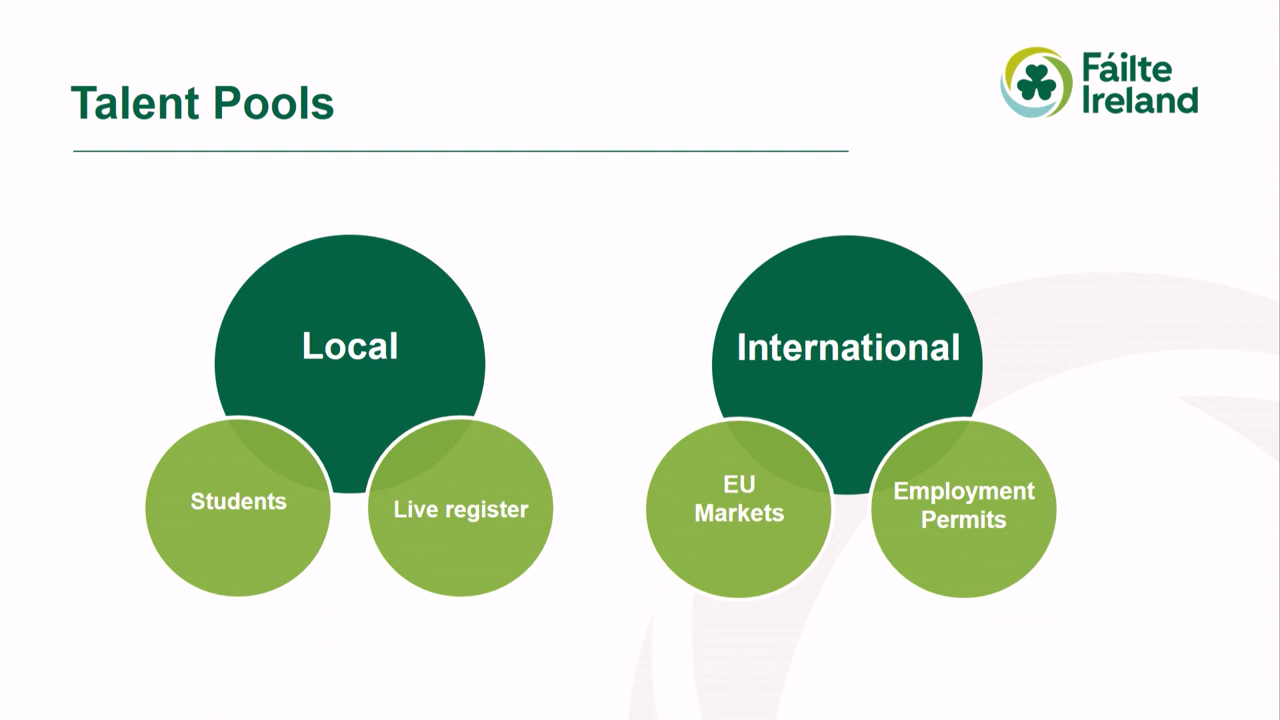 Talent Pools
Fáilte
Ireland
Local
Students
Live register
International
EU
Markets
Employment
Permits